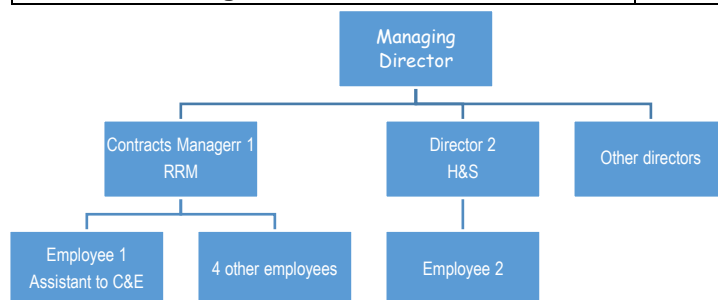 Managing
Director
Contracts Managerr 1
RRM
Director 2
H&S
Other directors
Employee 1
Assistant to C&E
4 other employees
Employee 2